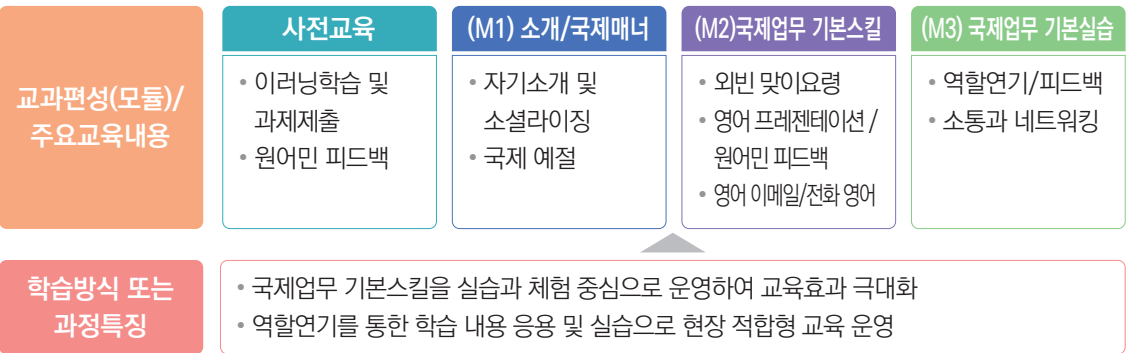 교과편성(모듈)/
주요교육내용
사전교육
• 이러닝학습 및
과제제출
• 원어민 피드백
(M1) 소개/국제매너
• 자기소개 및
소셜라이징
• 국제 예절
(M2)국제업무 기본스킬
• 외빈 맞이요령
• 영어 프레젠테이션 /
원어민 피드백
• 영어 이메일/전화 영어
(M3) 국제업무 기본실습
• 역할연기/피드백
• 소통과 네트워킹
학습방식 또는
과정특징
• 국제업무 기본스킬을 실습과 체험 중심으로 운영하여 교육효과 극대화
• 역할연기를 통한 학습 내용 응용 및 실습으로 현장 적합형 교육 운영